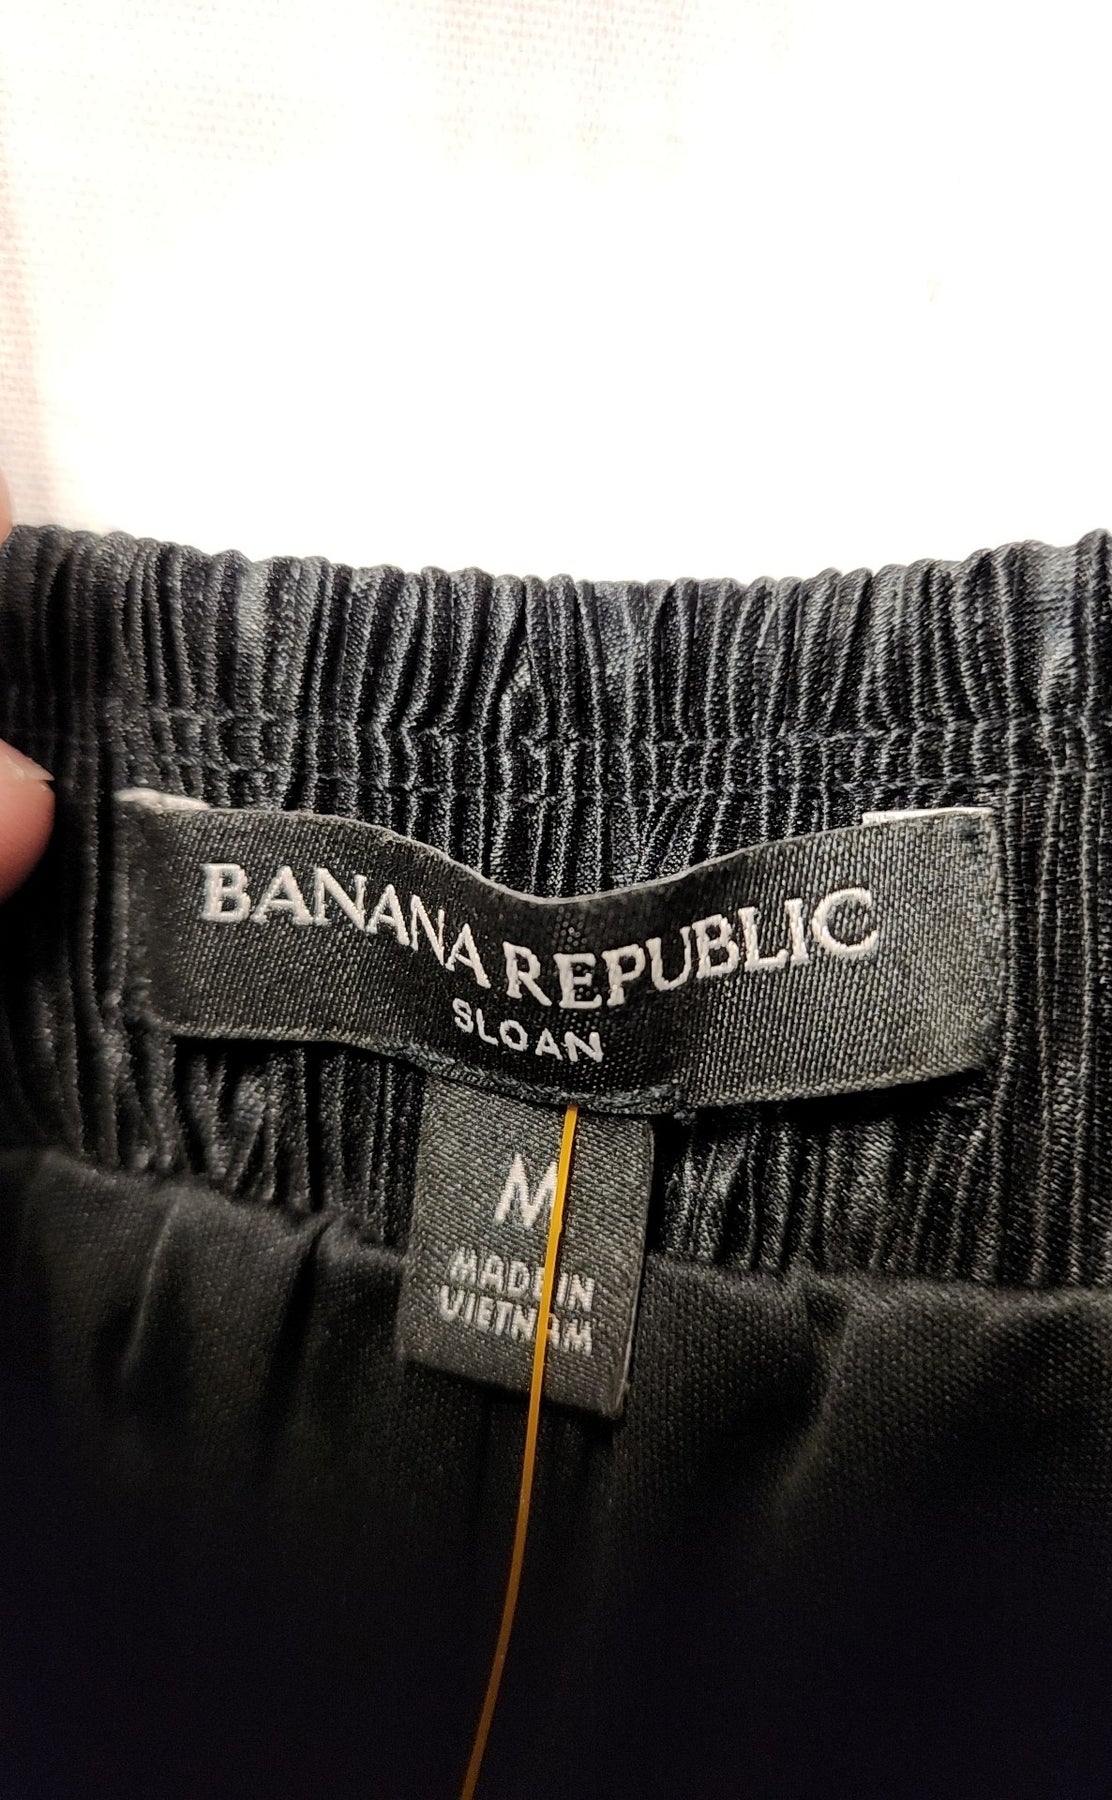 BANANA REPUBLIC
SLOAN
M
MADE IN
VIETNAM